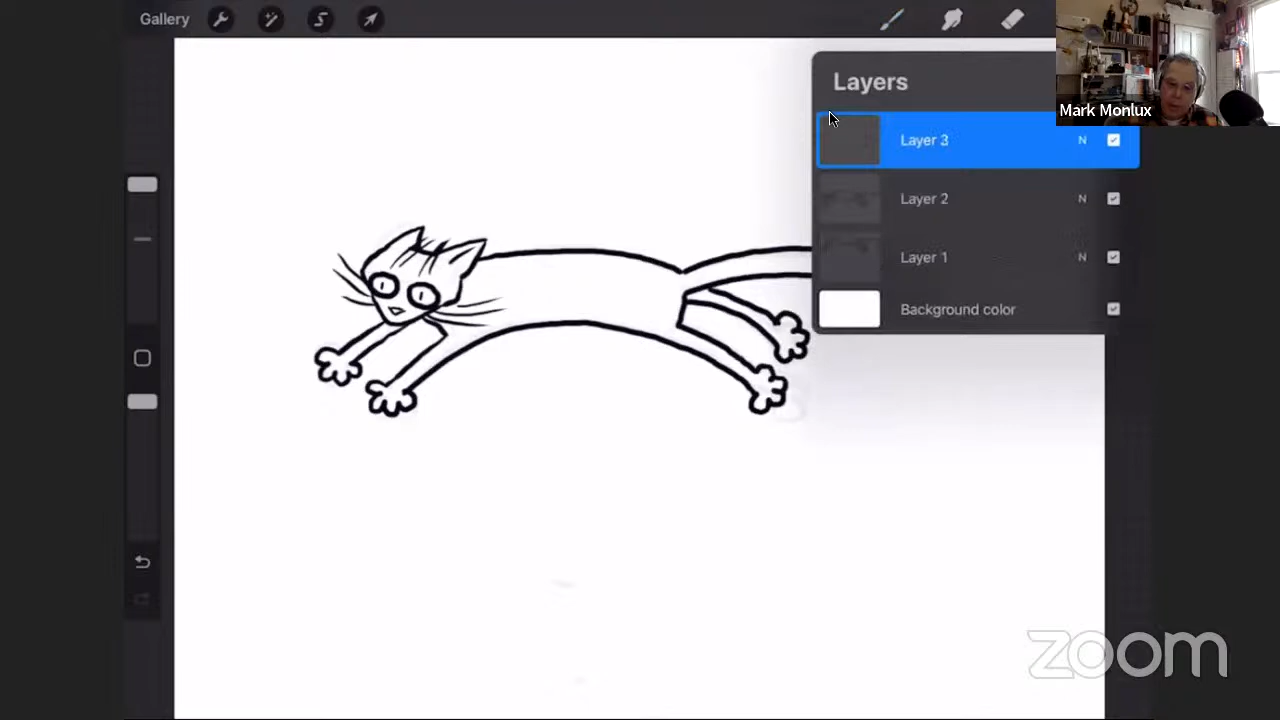 Gallery
Layers
Mark Monlux
Layer 3 N
Layer 2 N
Layer 1 N
Background color
zoom